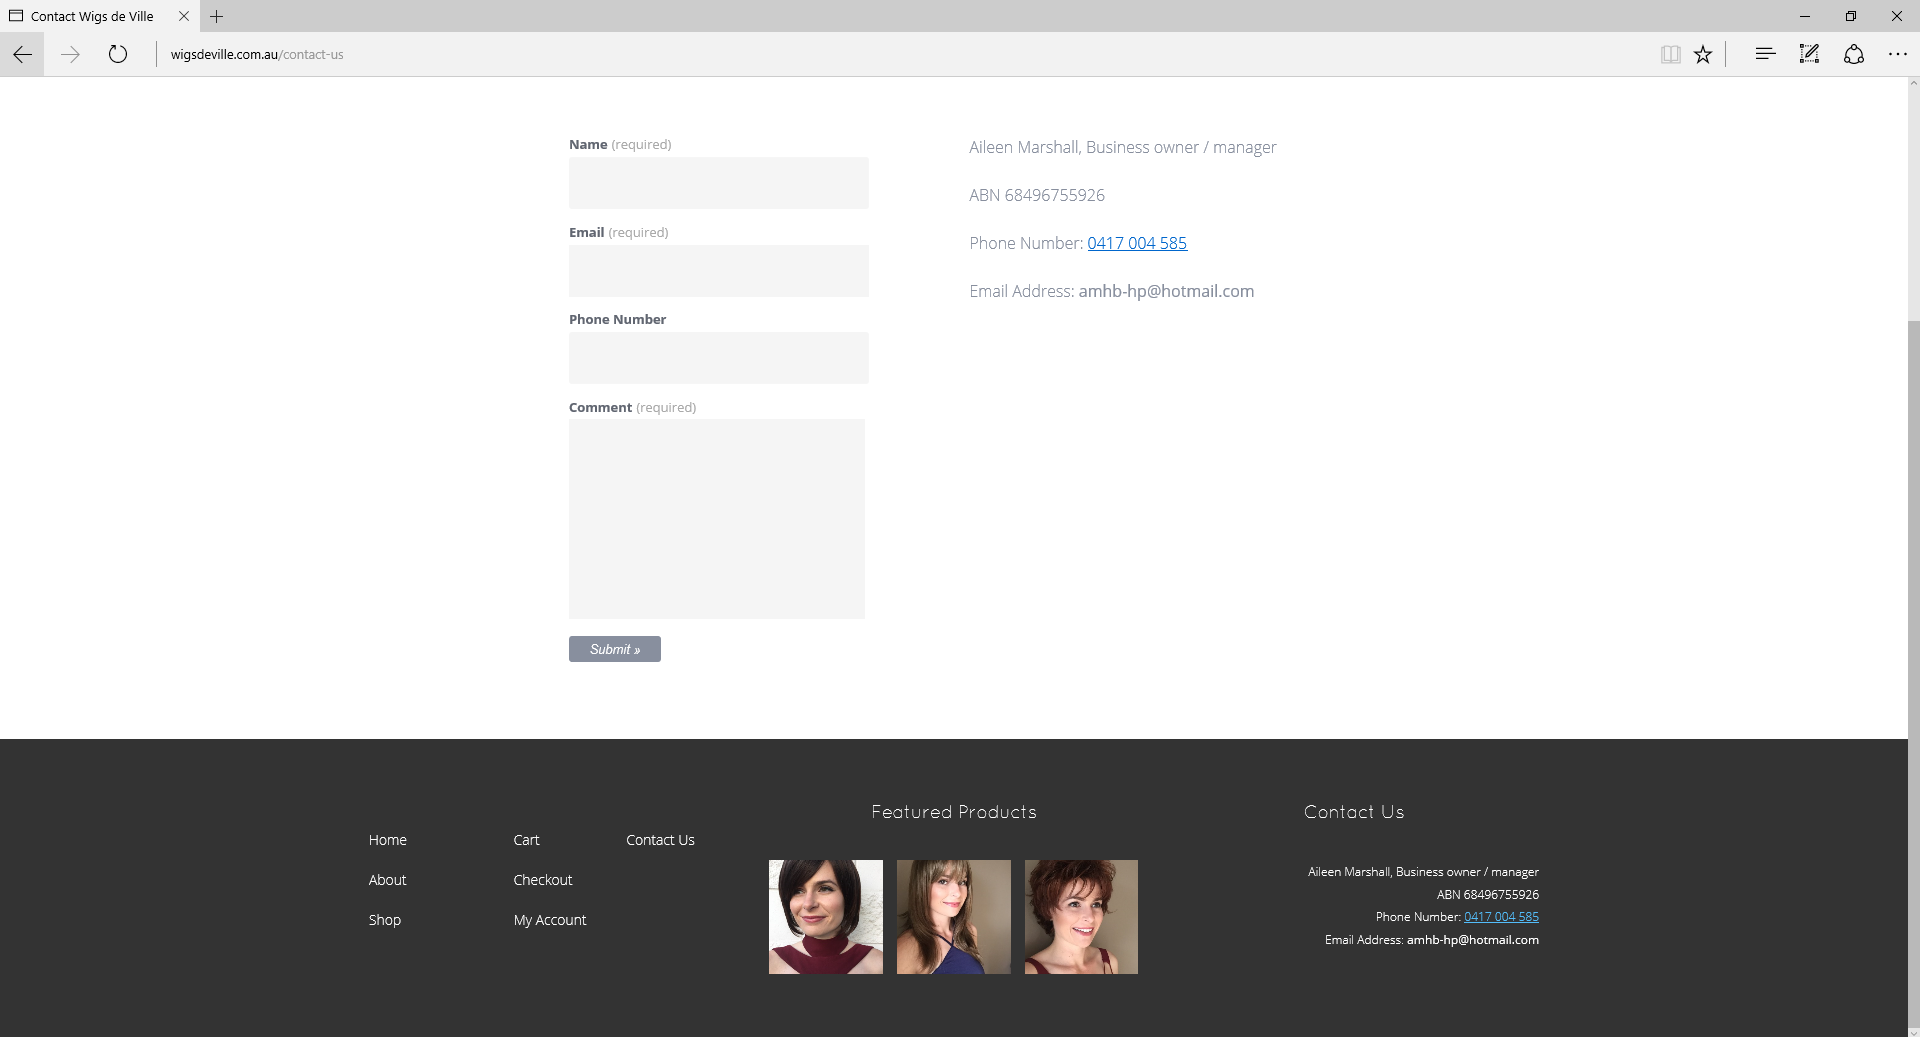 Contact Wigs de Ville
wigsdeville.com.au/contact-us
Name (required)
Email (required)
Phone Number
Comment (required)
Submit »
Aileen Marshall, Business owner / manager
ABN 68496755926
Phone Number: 0417 004 585
Email Address: amhb-hp@hotmail.com
Home
About
Shop
Cart
Checkout
My Account
Contact Us
Featured Products
Contact Us
Aileen Marshall, Business owner / manager
ABN 68496755926
Phone Number: 0417 004 585
Email Address: amhb-hp@hotmail.com